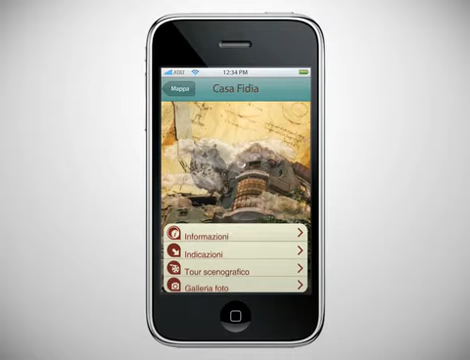 AT&T 12:34 PM
Mappa Casa Fidia
Informazioni
Indicazioni
Tour scenografico
Galleria foto